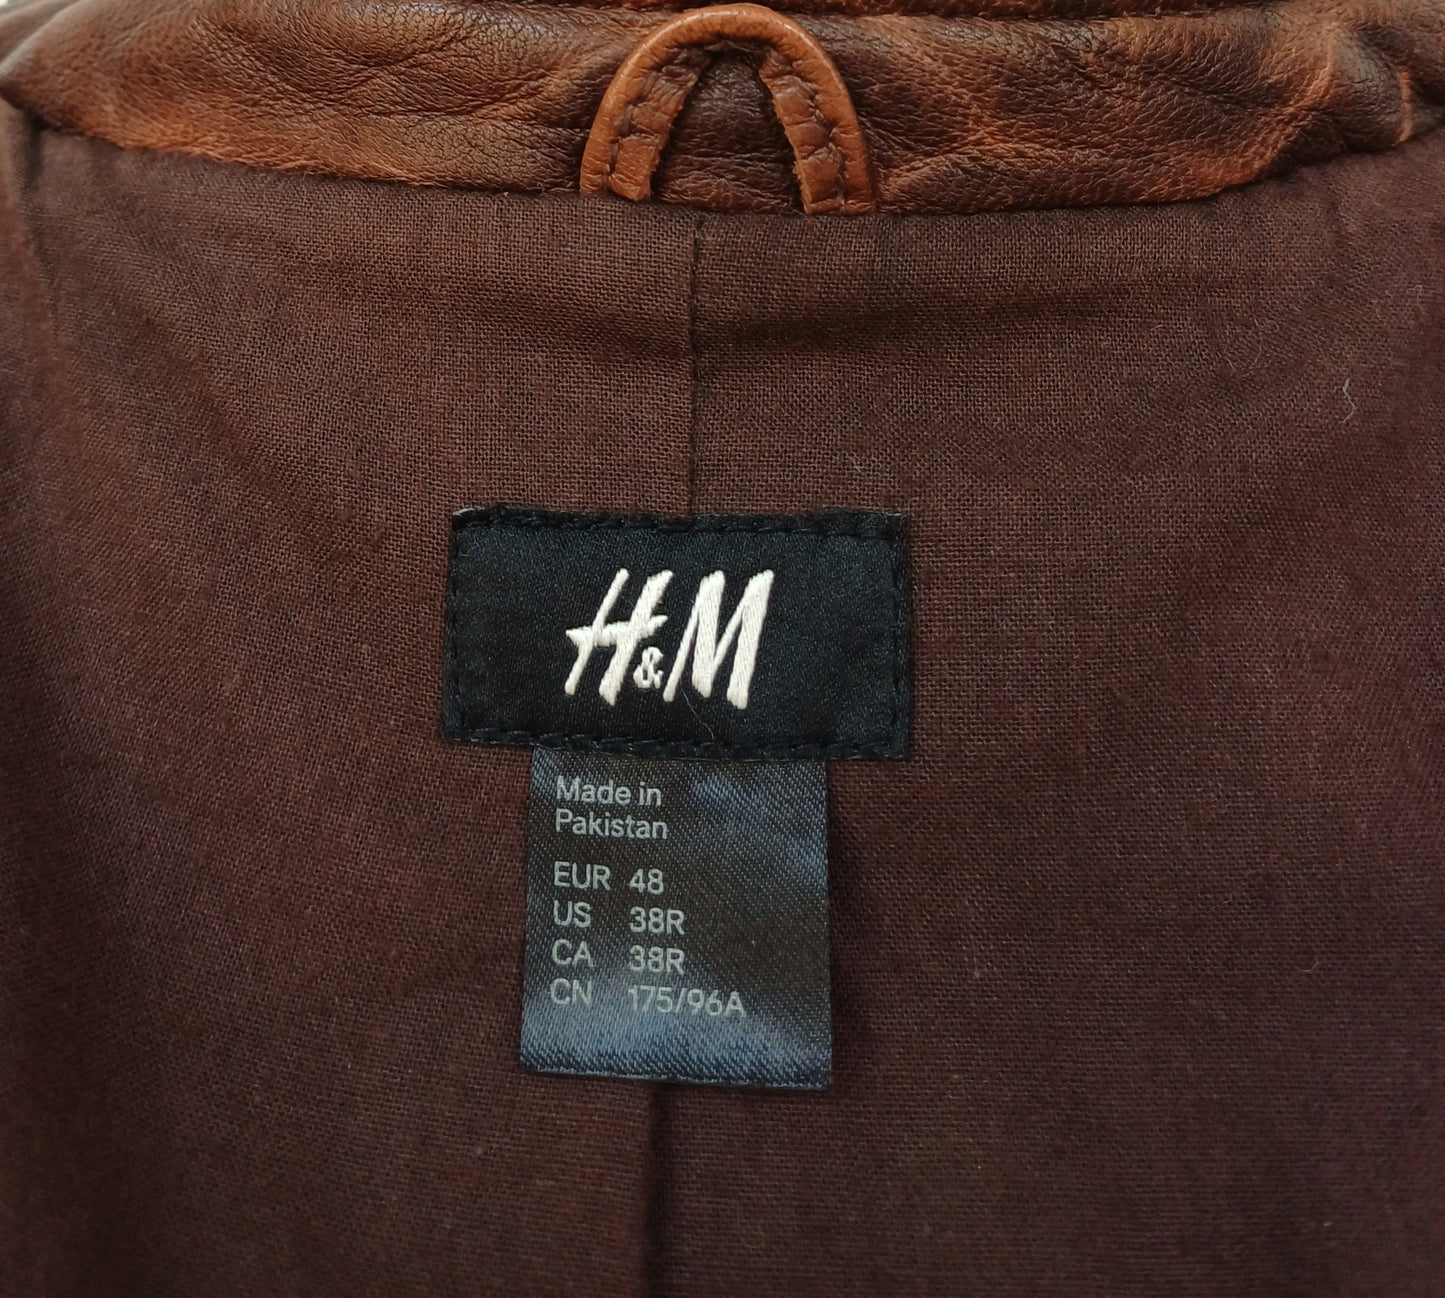 H&M
Made in
Pakistan
EUR 48
US 38R
CA 38R
CN 175/96A